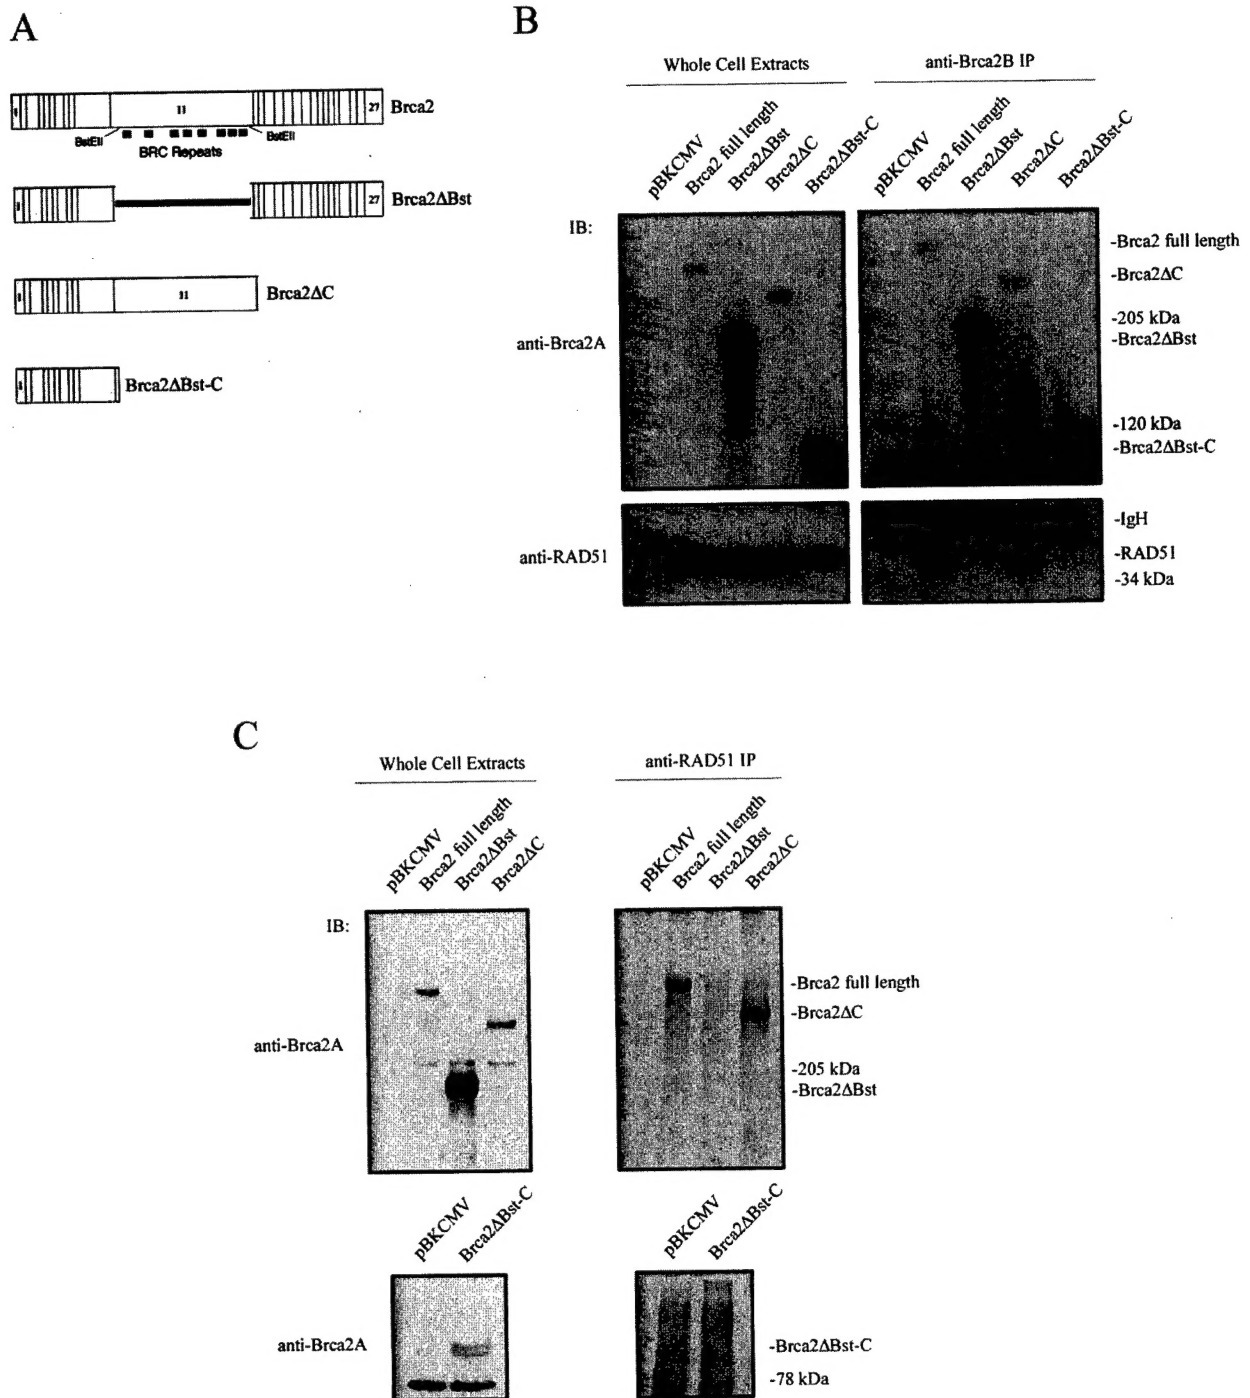 A
11
27
Brca2
BstEII
BstEII
BRC Repeats
27
Brca2ΔBst
11
Brca2ΔC
Brca2ΔBst-C
B
Whole Cell Extracts
anti-Brca2B IP
pBKCMV
Brca2 full length
Brca2ΔBst
Brca2ΔC
Brca2ΔBst-C
pBKCMV
Brca2 full length
Brca2ΔBst
Brca2ΔC
Brca2ΔBst-C
IB:
anti-Brca2A
-Brca2 full length
-Brca2ΔC
-205 kDa
-Brca2ΔBst
-120 kDa
-Brca2ΔBst-C
anti-RAD51
-IgH
-RAD51
-34 kDa
C
Whole Cell Extracts
anti-RAD51 IP
pBKCMV
Brca2 full length
Brca2ΔBst
Brca2ΔC
pBKCMV
Brca2 full length
Brca2ΔBst
Brca2ΔC
IB:
anti-Brca2A
-Brca2 full length
-Brca2ΔC
-205 kDa
-Brca2ΔBst
pBKCMV
Brca2ΔBst-C
pBKCMV
Brca2ΔBst-C
anti-Brca2A
-Brca2ΔBst-C
-78 kDa